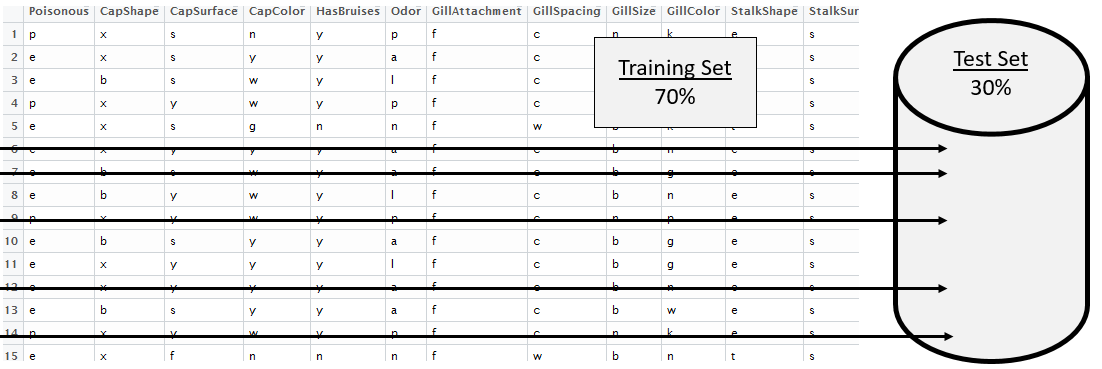 Poisonous CapShape CapSurface CapColor HasBruises Odor GillAttachment GillSpacing GillSize GillColor StalkShape StalkSur
1 p x s n y p f c n k e s
2 e x s y y a f c s
3 e b s w y l f c s
4 p x y w y p f c s
5 e x s g n n f w b k t s
6 e x y y y a f c b n e s
7 e b s w y a f c b g e s
8 e b y w y l f c b n e s
9 p x y w y p f c n p e s
10 e b s y y a f c b g e s
11 e x y y y l f c b g e s
12 e x y y y a f c b n e s
13 e b s y y a f c b w e s
14 p x y w y p f c n k e s
15 e x f n n n f w b n t s
Training Set
70%
Test Set
30%